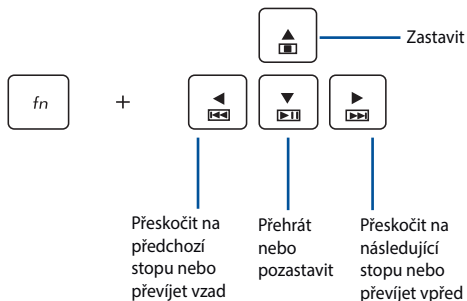 Zastavit
fn
+
Přeskočit na
předchozí
stopu nebo
převíjet vzad
Přehrát
nebo
pozastavit
Přeskočit na
následující
stopu nebo
převíjet vpřed